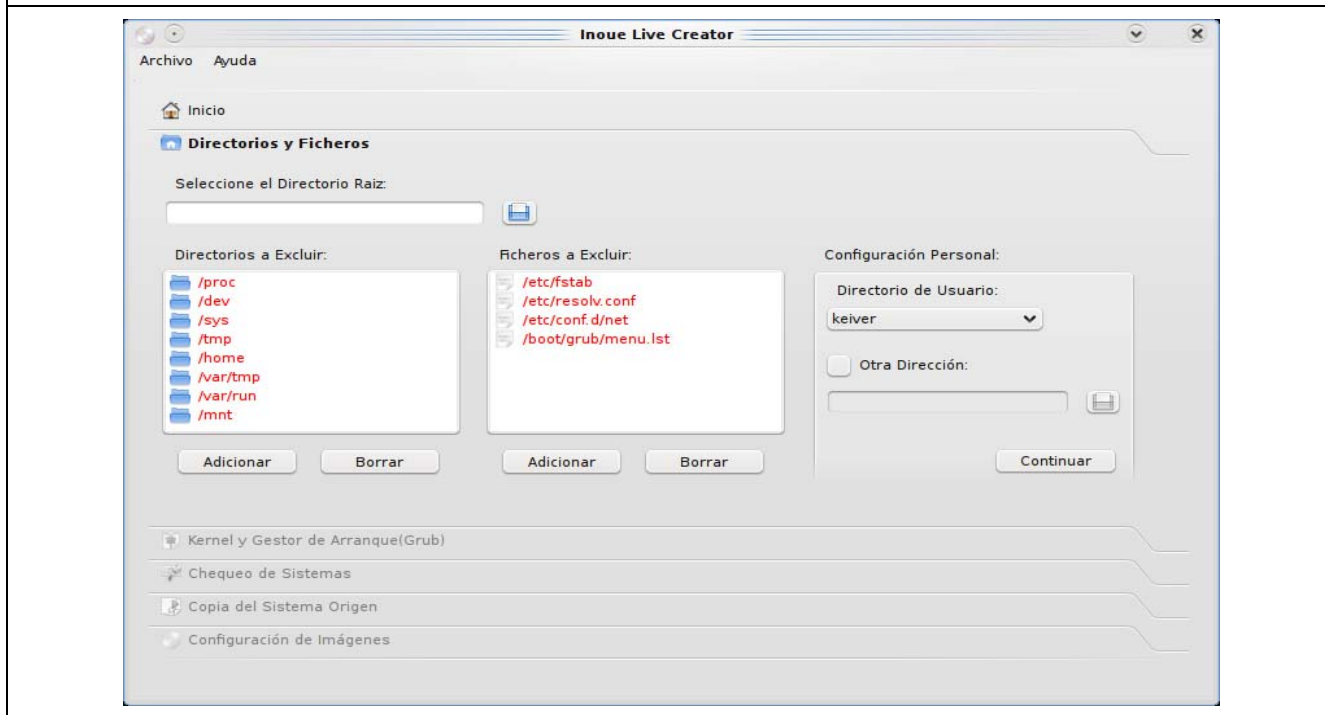 Inoue Live Creator
Archivo Ayuda
Inicio
Directorios y Ficheros
Seleccione el Directorio Raiz:
Directorios a Excluir:
/proc
/dev
/sys
/tmp
/home
/var/tmp
/var/run
/mnt
Adicionar Borrar
Ficheros a Excluir:
/etc/fstab
/etc/resolv.conf
/etc/conf.d/net
/boot/grub/menu.lst
Adicionar Borrar
Configuración Personal:
Directorio de Usuario:
keiver
Otra Dirección:
Continuar
Kernel y Gestor de Arranque(Grub)
Chequeo de Sistemas
Copia del Sistema Origen
Configuración de Imágenes